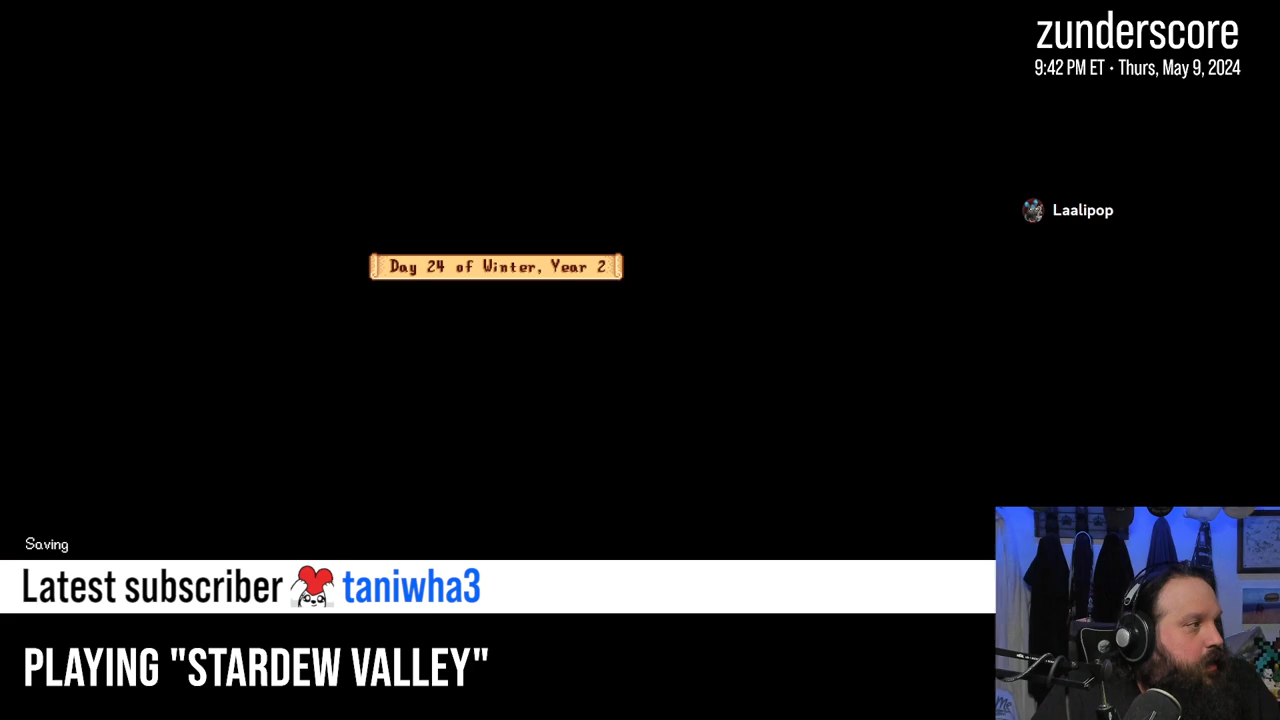 zunderscore
9:42 PM ET • Thurs, May 9, 2024
Laalipop
Day 24 of Winter, Year 2
Saving
Latest subscriber taniwha3
PLAYING "STARDEW VALLEY"